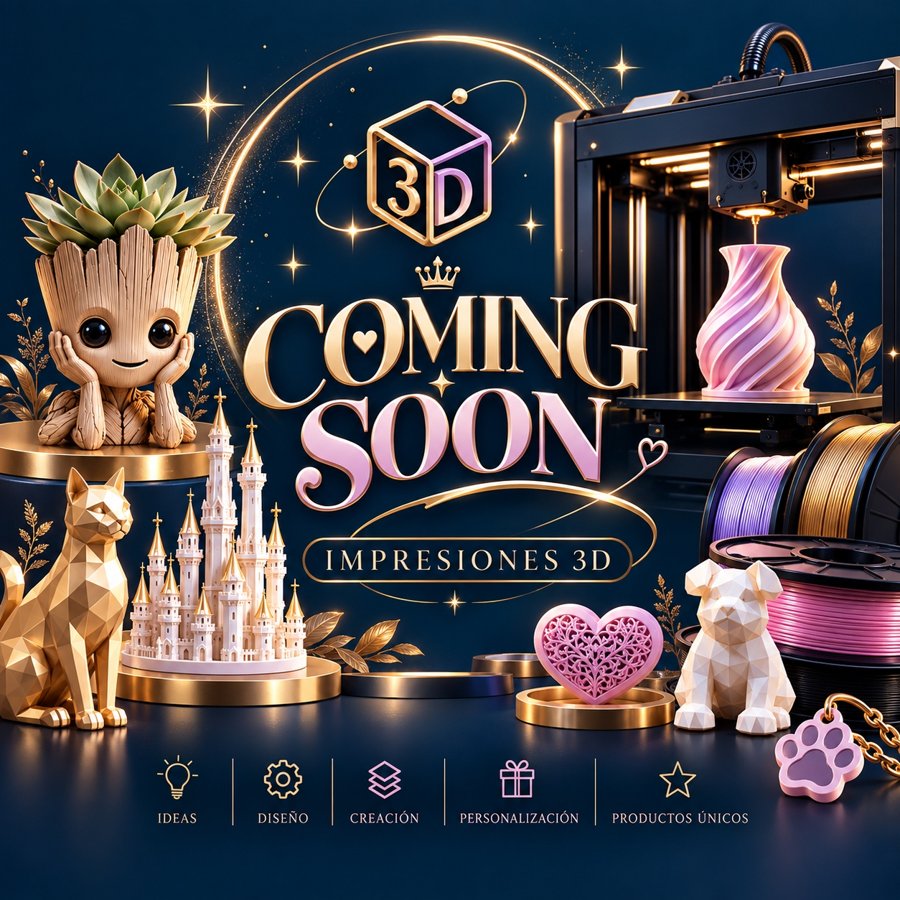 3D
COMING
SOON
IMPRESIONES 3D
IDEAS
DISEÑO
CREACIÓN
PERSONALIZACIÓN
PRODUCTOS ÚNICOS